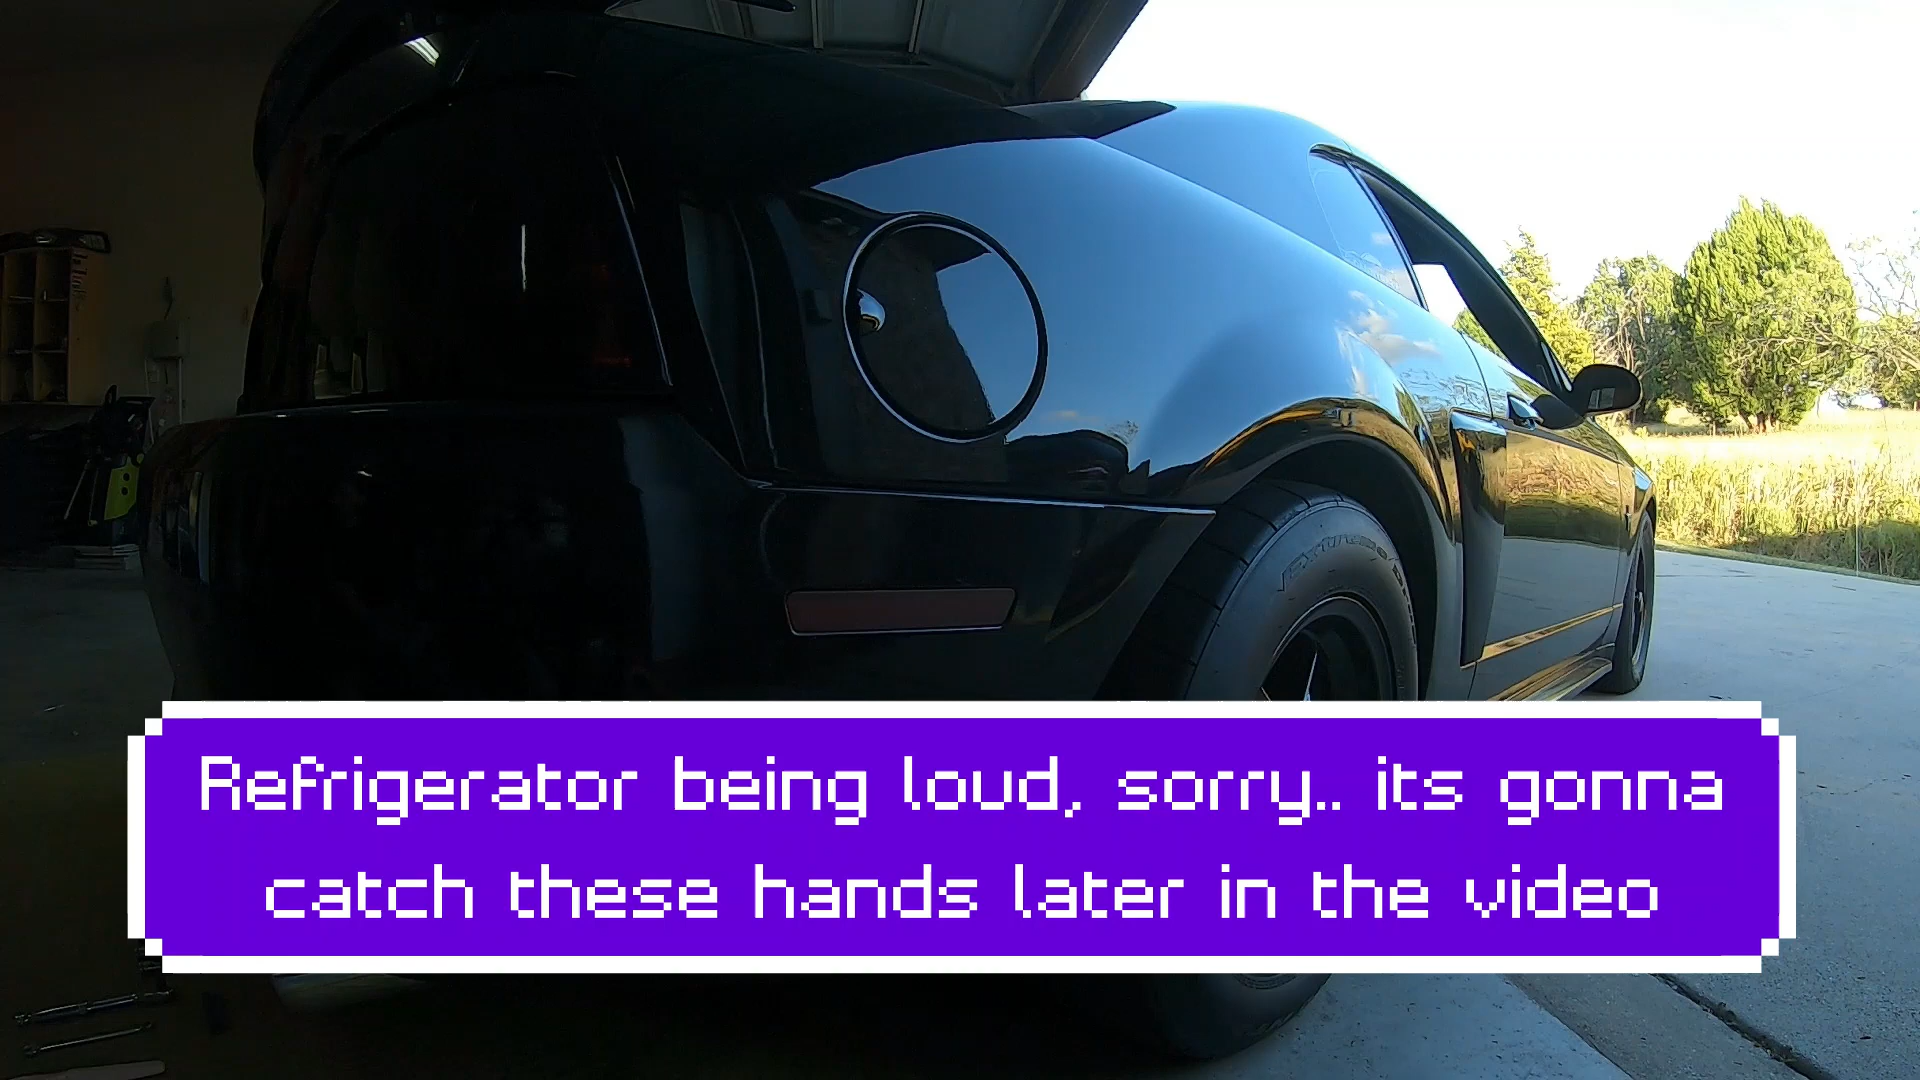 Refrigerator being loud, sorry.. its gonna
catch these hands later in the video